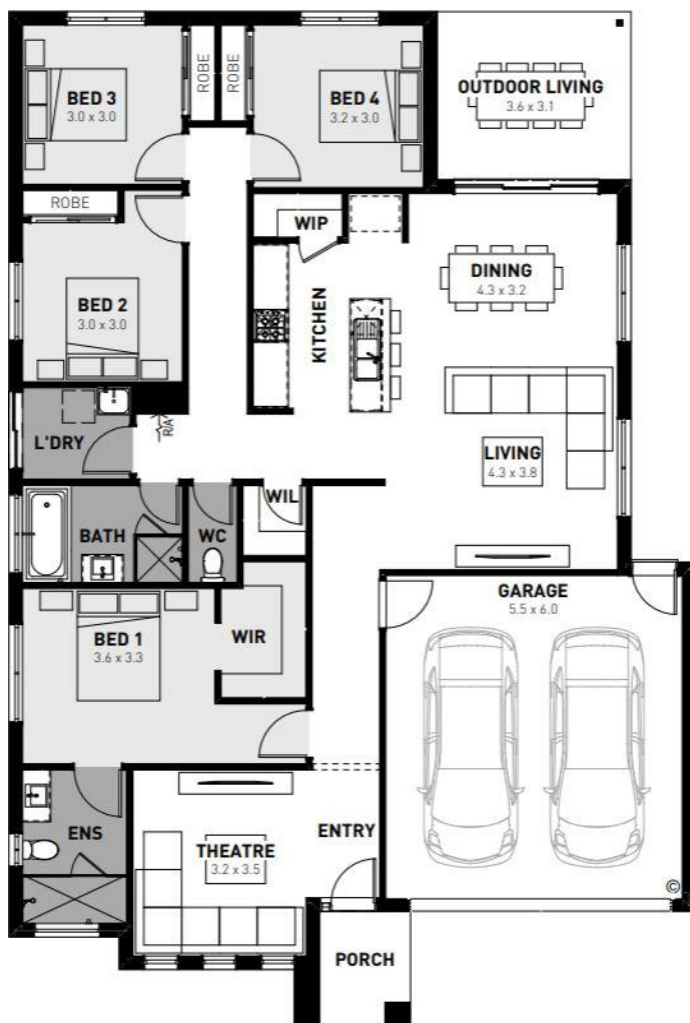 ROBE
ROBE
BED 3
3.0 x 3.0
BED 4
3.2 x 3.0
OUTDOOR LIVING
3.6 x 3.1
ROBE
WIP
BED 2
3.0 x 3.0
KITCHEN
DINING
4.3 x 3.2
L'DRY
R/A
LIVING
4.3 x 3.8
BATH
WC
WIL
BED 1
3.6 x 3.3
WIR
GARAGE
5.5 x 6.0
ENS
THEATRE
3.2 x 3.5
ENTRY
©
PORCH